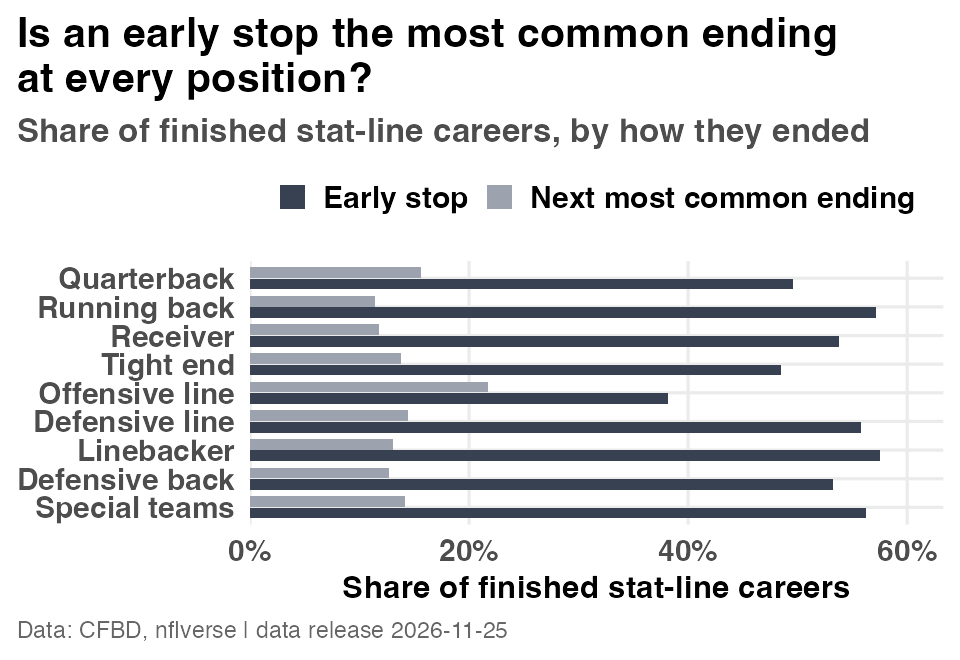 Is an early stop the most common ending
at every position?
Share of finished stat-line careers, by how they ended
Early stop
Next most common ending
Quarterback
Running back
Receiver
Tight end
Offensive line
Defensive line
Linebacker
Defensive back
Special teams
0%
20%
40%
60%
Share of finished stat-line careers
Data: CFBD, nflverse | data release 2026-11-25